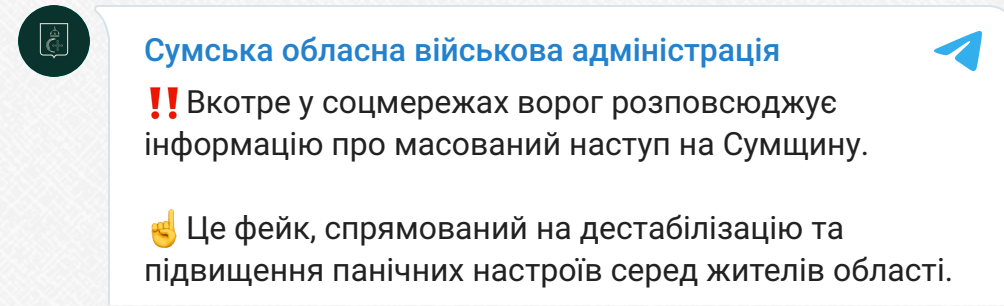 Сумська обласна військова адміністрація
‼️Вкотре у соцмережах ворог розповсюджує
інформацію про масований наступ на Сумщину.
☝️Це фейк, спрямований на дестабілізацію та
підвищення панічних настроїв серед жителів області.